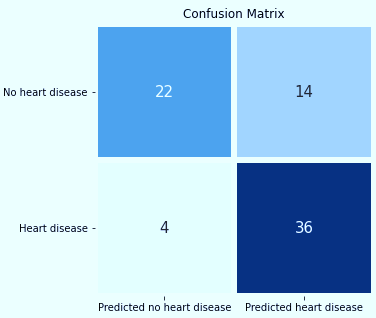 Confusion Matrix
No heart disease
22
14
Heart disease
4
36
Predicted no heart disease
Predicted heart disease